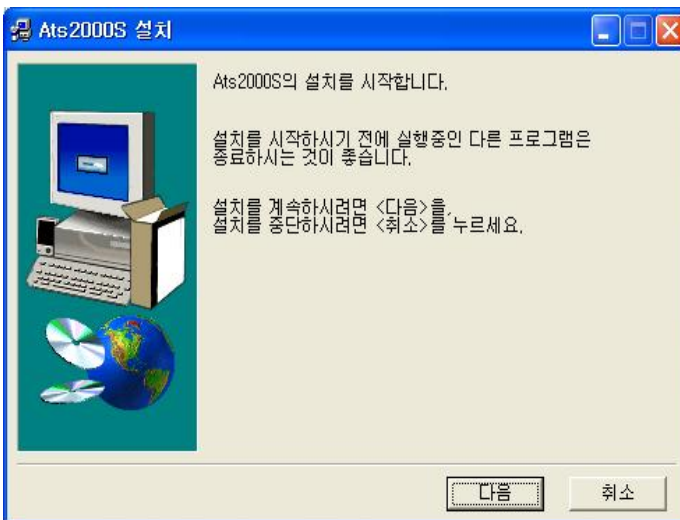 Ats2000S 설치
Ats2000S의 설치를 시작합니다.
설치를 시작하시기 전에 실행중인 다른 프로그램은
종료하시는 것이 좋습니다.
설치를 계속하시려면 <다음>을,
설치를 중단하시려면 <취소>를 누르세요.
다음
취소